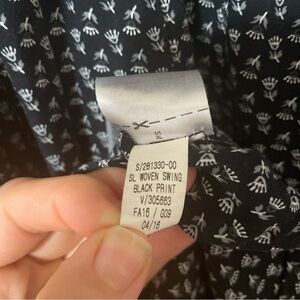 S/281330-00
SL WOVEN SWING
BLACK PRINT
V/305663
FA16 / G09
04/16